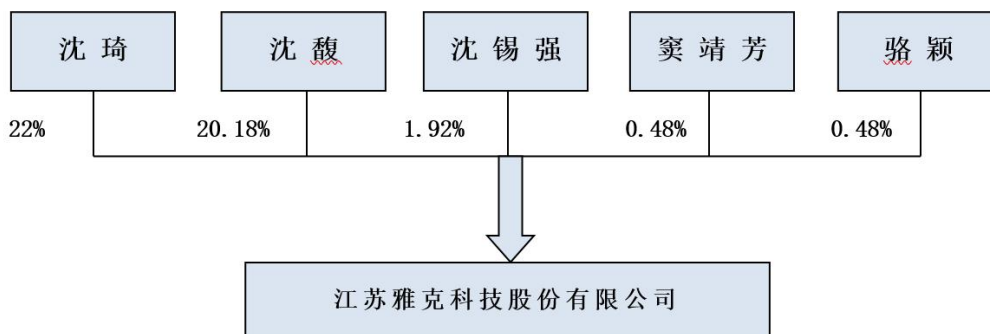 沈琦 沈馥 沈锡强 窦靖芳 骆颖
22% 20.18% 1.92% 0.48% 0.48%
江苏雅克科技股份有限公司